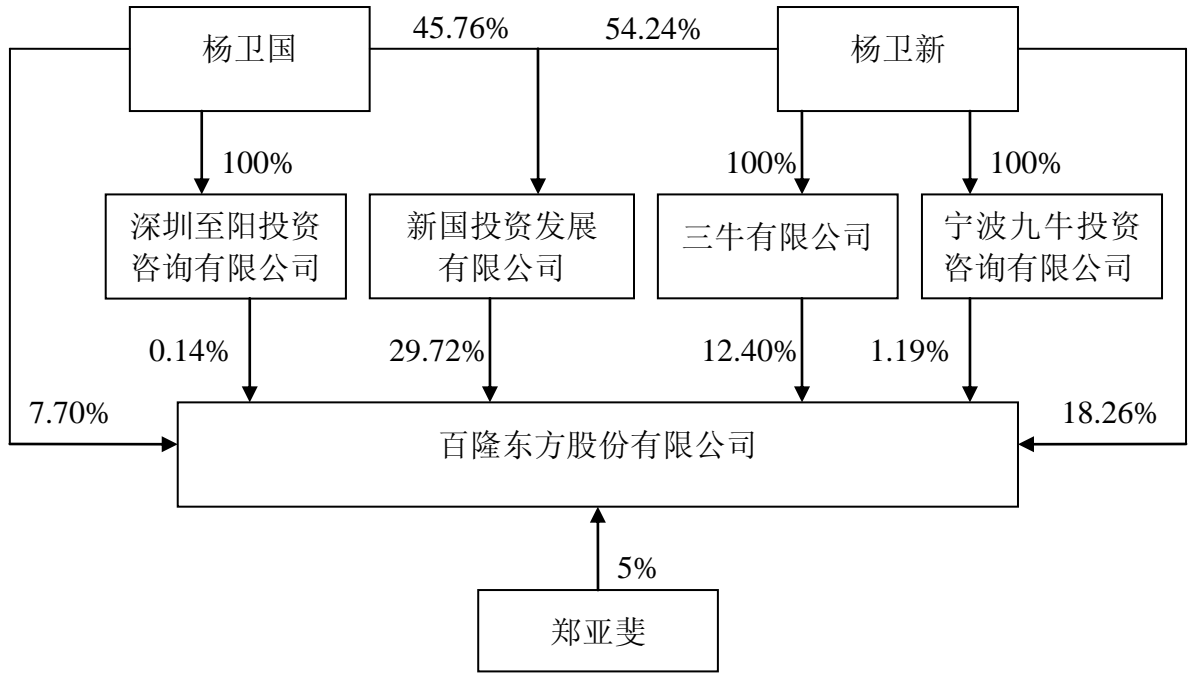 杨卫国
45.76%
54.24%
杨卫新
100%
100%
100%
深圳至阳投资
咨询有限公司
新国投资发展
有限公司
三牛有限公司
宁波九牛投资
咨询有限公司
0.14%
29.72%
12.40%
1.19%
7.70%
18.26%
百隆东方股份有限公司
5%
郑亚斐